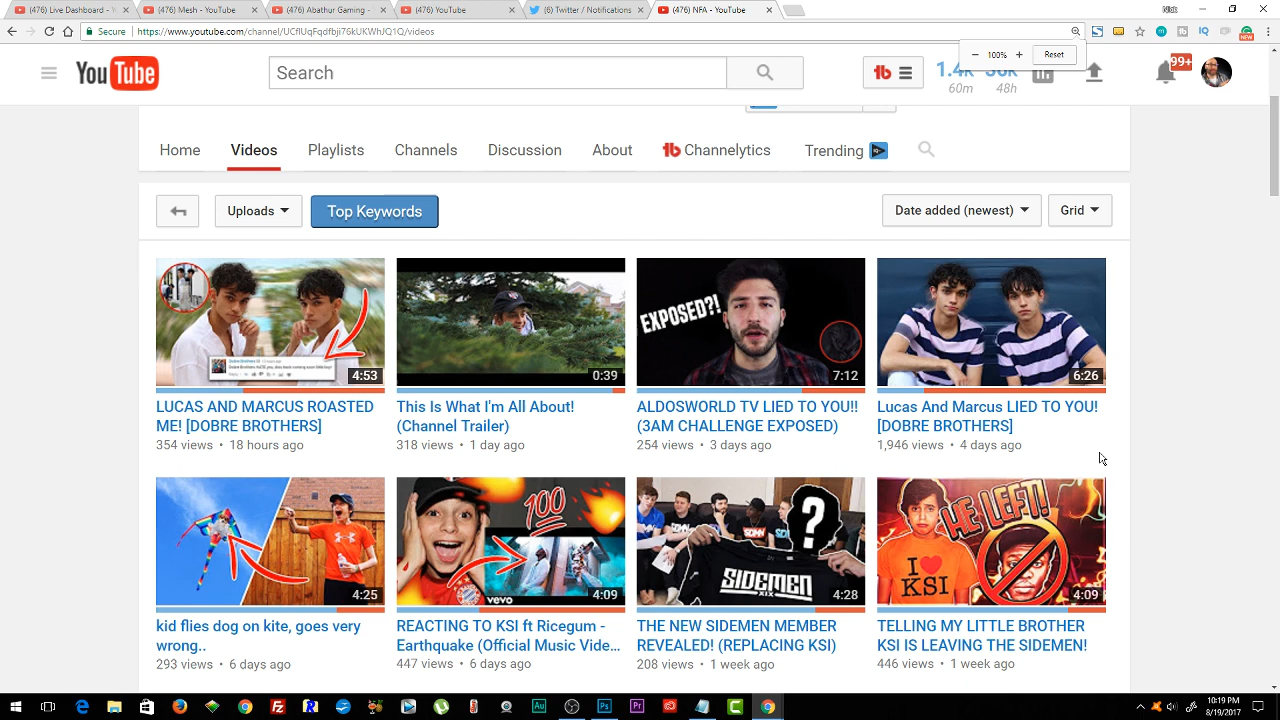 (476) Live Dashboard - Y
(476) Mesh - YouTube
(476) Abathur Gaming -
(476) YouTube
(6) Twitter / Notifications
(476) NFA - YouTube
Nick
Secure
https://www.youtube.com/channel/UCflUqFqdfbji76kUKWhJQ1Q/videos
100%
Reset
YouTube
Search
1.4k 36k
60m 48h
99+
Home
Videos
Playlists
Channels
Discussion
About
Channelytics
Trending
Uploads
Top Keywords
Date added (newest)
Grid
4:53
0:39
EXPOSED?!
7:12
6:26
LUCAS AND MARCUS ROASTED
ME! [DOBRE BROTHERS]
354 views • 18 hours ago
This Is What I'm All About!
(Channel Trailer)
318 views • 1 day ago
ALDOSWORLD TV LIED TO YOU!!
(3AM CHALLENGE EXPOSED)
254 views • 3 days ago
Lucas And Marcus LIED TO YOU!
[DOBRE BROTHERS]
1,946 views • 4 days ago
4:25
100
vevo
4:09
?
SIDEMEN
XIX
4:28
HE LEFT!
I
KSI
4:09
kid flies dog on kite, goes very
wrong..
293 views • 6 days ago
REACTING TO KSI ft Ricegum -
Earthquake (Official Music Vide...
447 views • 6 days ago
THE NEW SIDEMEN MEMBER
REVEALED! (REPLACING KSI)
208 views • 1 week ago
TELLING MY LITTLE BROTHER
KSI IS LEAVING THE SIDEMEN!
446 views • 1 week ago
10:19 PM
8/19/2017